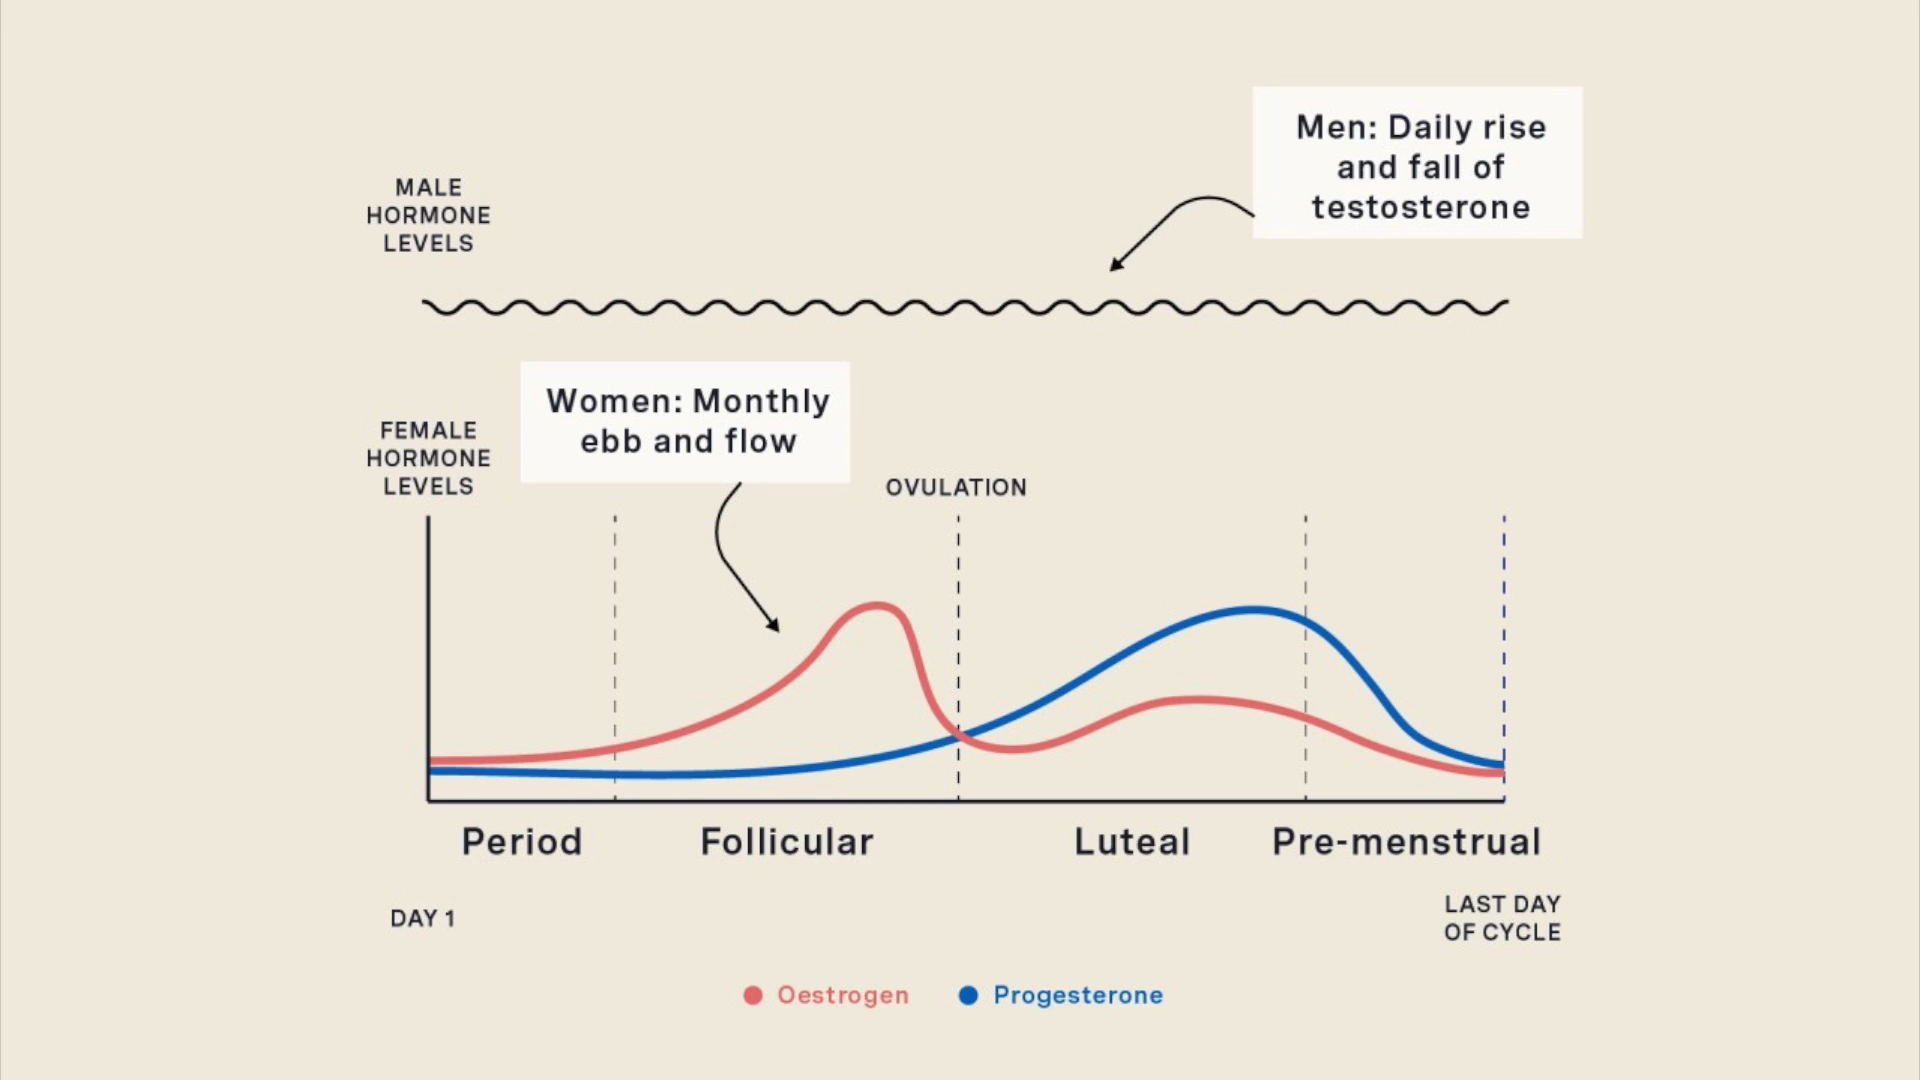 Men: Daily rise
and fall of
testosterone
MALE
HORMONE
LEVELS
Women: Monthly
ebb and flow
FEMALE
HORMONE
LEVELS
OVULATION
Period
Follicular
Luteal
Pre-menstrual
DAY 1
LAST DAY
OF CYCLE
Oestrogen
Progesterone